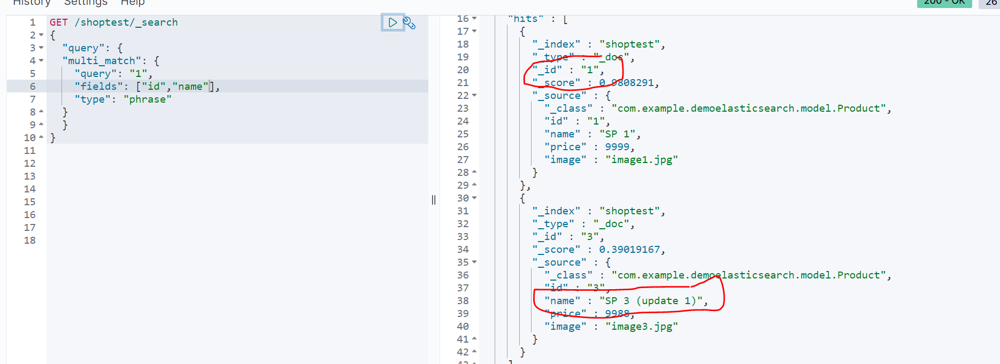 History Settings Help
200 - OK
26
1 GET /shoptest/_search
2 {
3 "query": {
4 "multi_match": {
5 "query": "1",
6 "fields": ["id","name"],
7 "type": "phrase"
8 }
9 }
10 }
11
12
13
14
15
16
17
18
16 "hits" : [
17 {
18 "_index" : "shoptest",
19 "_type" : "_doc",
20 "_id" : "1",
21 "_score" : 0.9808291,
22 "_source" : {
23 "_class" : "com.example.demoelasticsearch.model.Product",
24 "id" : "1",
25 "name" : "SP 1",
26 "price" : 9999,
27 "image" : "image1.jpg"
28 }
29 },
30 {
31 "_index" : "shoptest",
32 "_type" : "_doc",
33 "_id" : "3",
34 "_score" : 0.39019167,
35 "_source" : {
36 "_class" : "com.example.demoelasticsearch.model.Product",
37 "id" : "3",
38 "name" : "SP 3 (update 1)",
39 "price" : 9988,
40 "image" : "image3.jpg"
41 }
42 }